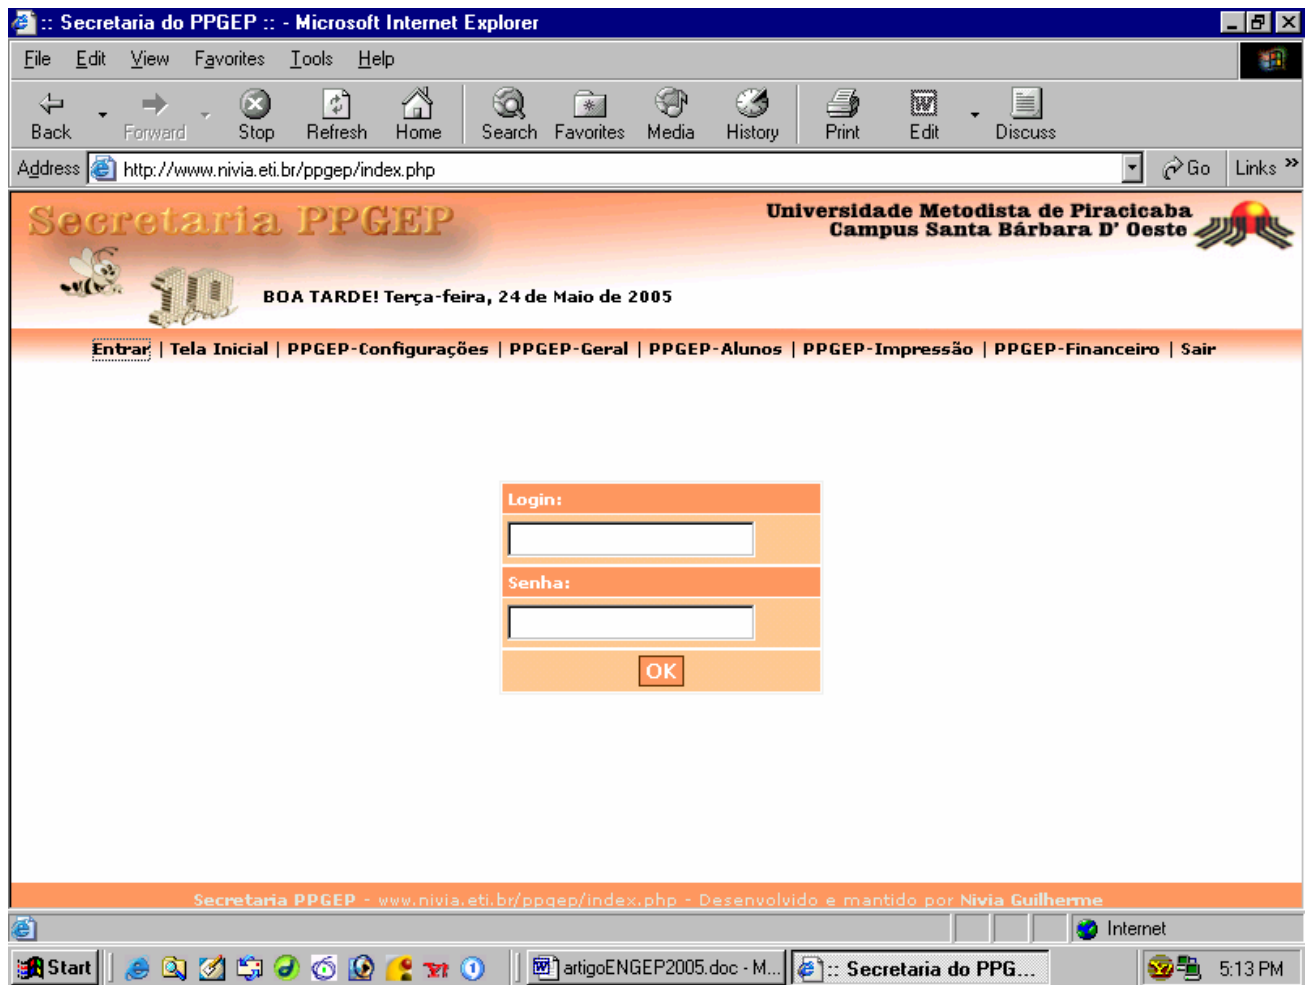 :: Secretaria do PPGEP :: - Microsoft Internet Explorer
File Edit View Favorites Tools Help
Back Forward Stop Refresh Home Search Favorites Media History Print Edit Discuss
Address http://www.nivia.eti.br/ppgep/index.php Go Links »
Secretaria PPGEP
Universidade Metodista de Piracicaba
Campus Santa Bárbara D' Oeste
10
BOA TARDE! Terça-feira, 24 de Maio de 2005
Entrar | Tela Inicial | PPGEP-Configurações | PPGEP-Geral | PPGEP-Alunos | PPGEP-Impressão | PPGEP-Financeiro | Sair
Login:
Senha:
OK
Secretaria PPGEP - www.nivia.eti.br/ppgep/index.php - Desenvolvido e mantido por Nivia Guilherme
Internet
Start artigoENGEP2005.doc - M... :: Secretaria do PPG... 5:13 PM